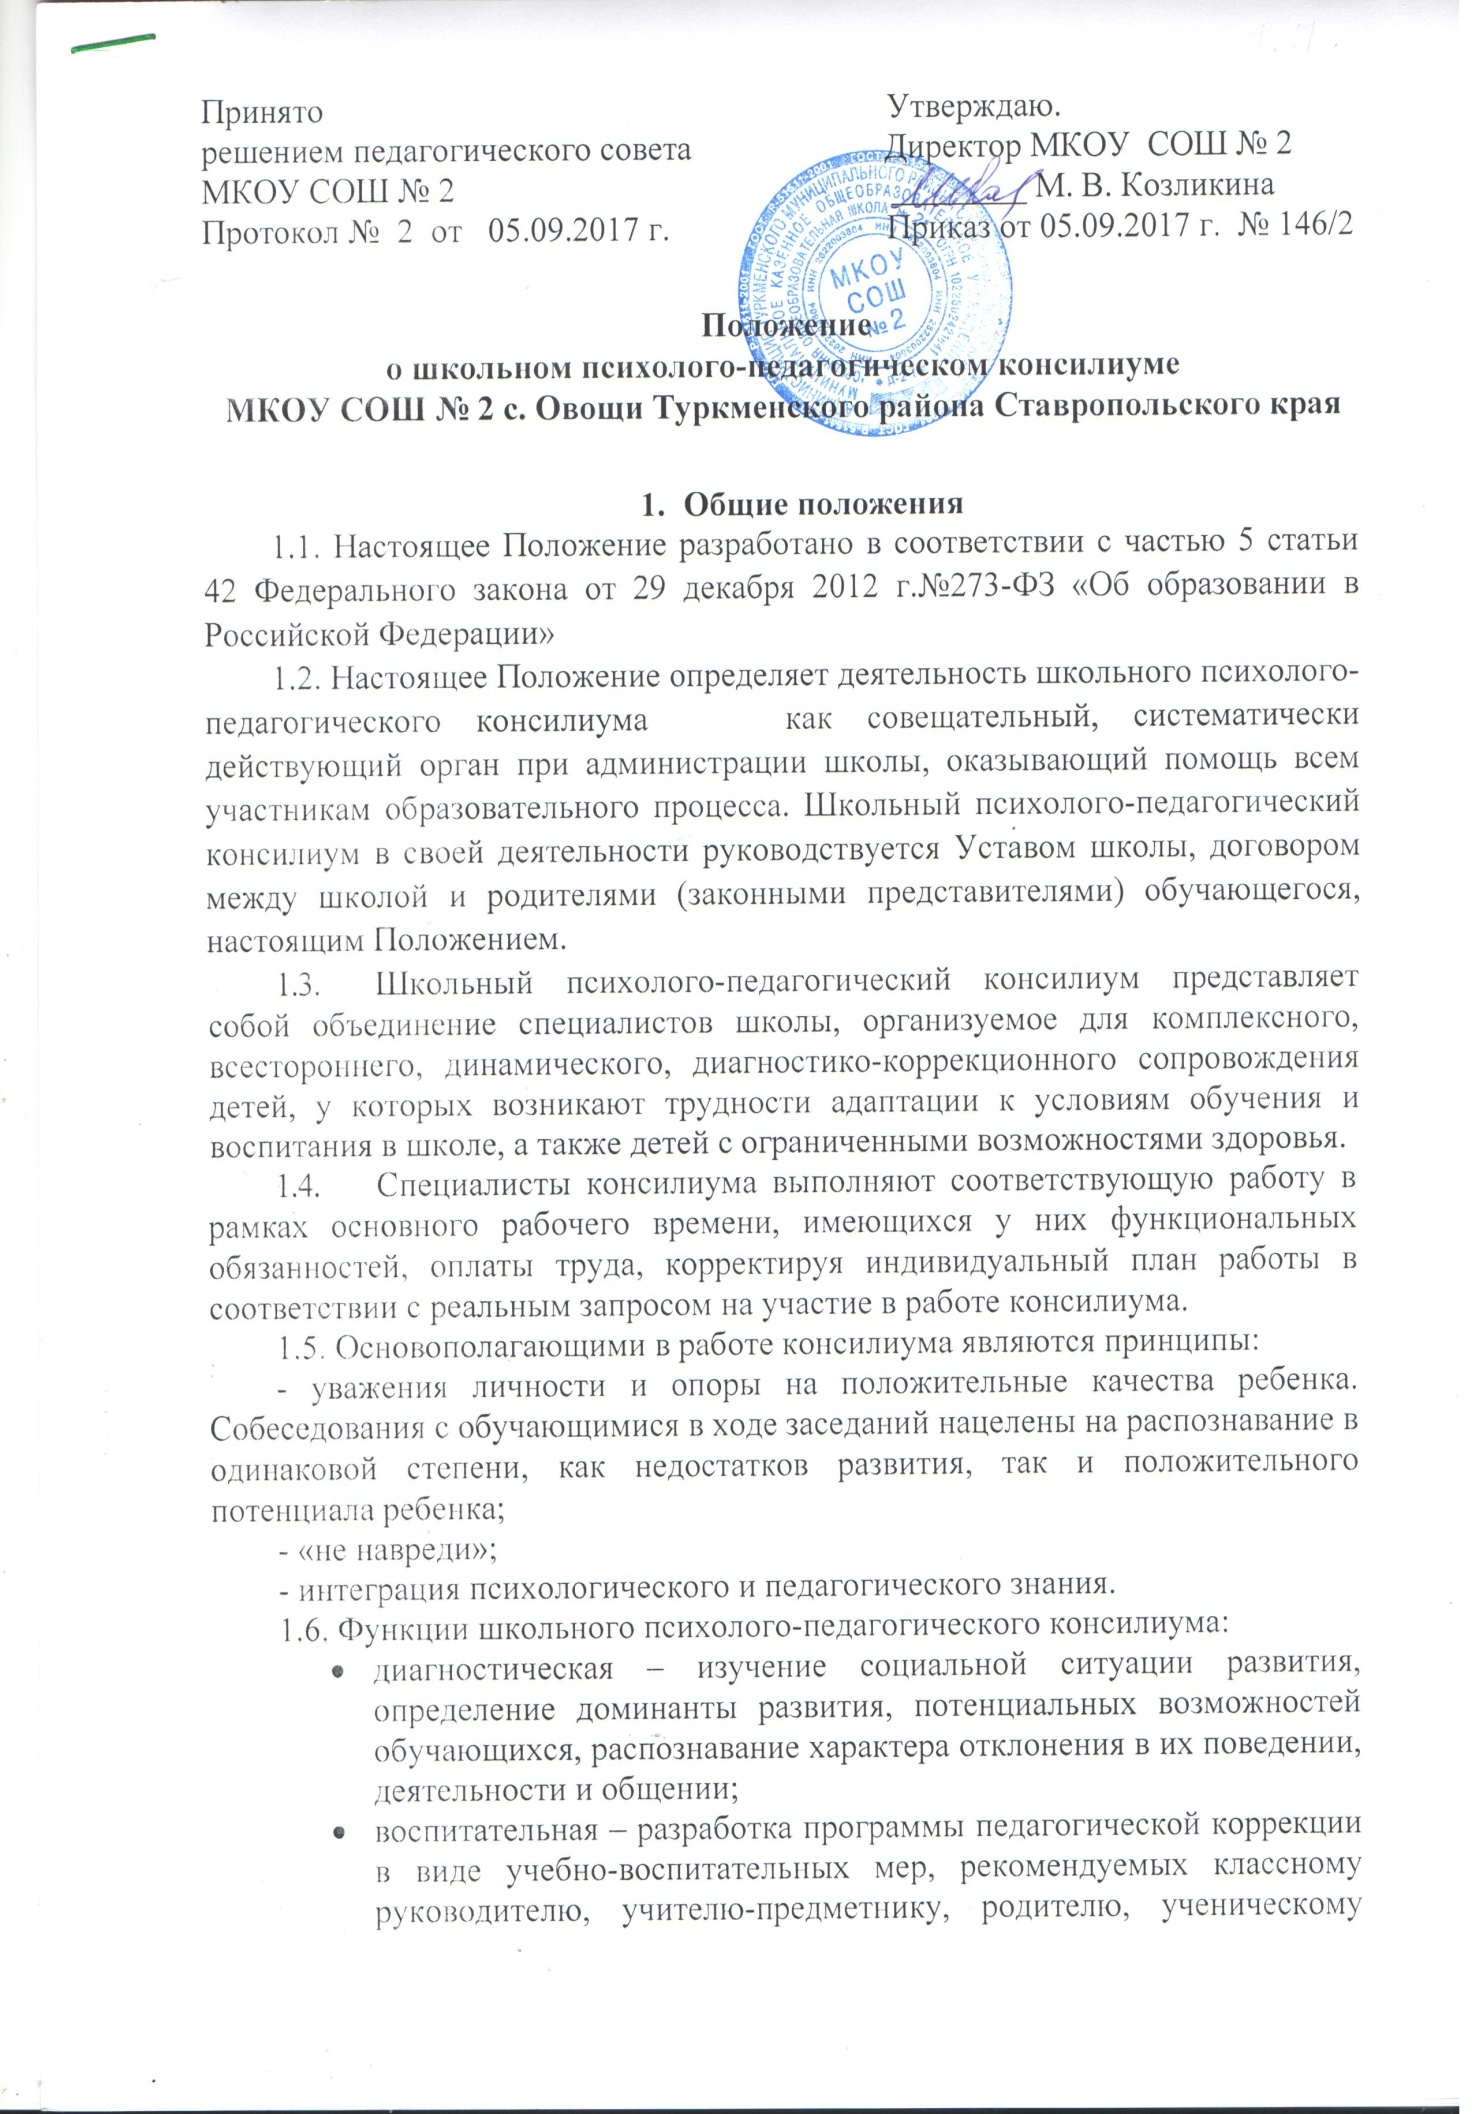 Принято
решением педагогического совета
МКОУ СОШ № 2
Протокол № 2 от 05.09.2017 г.
Утверждаю.
Директор МКОУ СОШ № 2
М. В. Козликина
Приказ от 05.09.2017 г. № 146/2
МКОУ
СОШ
№ 2
Положение
о школьном психолого-педагогическом консилиуме
МКОУ СОШ № 2 с. Овощи Туркменского района Ставропольского края
1. Общие положения
1.1. Настоящее Положение разработано в соответствии с частью 5 статьи
42 Федерального закона от 29 декабря 2012 г.№273-ФЗ «Об образовании в
Российской Федерации»
1.2. Настоящее Положение определяет деятельность школьного психолого-
педагогического консилиума как совещательный, систематически
действующий орган при администрации школы, оказывающий помощь всем
участникам образовательного процесса. Школьный психолого-педагогический
консилиум в своей деятельности руководствуется Уставом школы, договором
между школой и родителями (законными представителями) обучающегося,
настоящим Положением.
1.3. Школьный психолого-педагогический консилиум представляет
собой объединение специалистов школы, организуемое для комплексного,
всестороннего, динамического, диагностико-коррекционного сопровождения
детей, у которых возникают трудности адаптации к условиям обучения и
воспитания в школе, а также детей с ограниченными возможностями здоровья.
1.4. Специалисты консилиума выполняют соответствующую работу в
рамках основного рабочего времени, имеющихся у них функциональных
обязанностей, оплаты труда, корректируя индивидуальный план работы в
соответствии с реальным запросом на участие в работе консилиума.
1.5. Основополагающими в работе консилиума являются принципы:
- уважения личности и опоры на положительные качества ребенка.
Собеседования с обучающимися в ходе заседаний нацелены на распознавание в
одинаковой степени, как недостатков развития, так и положительного
потенциала ребенка;
- «не навреди»;
- интеграция психологического и педагогического знания.
1.6. Функции школьного психолого-педагогического консилиума:
• диагностическая – изучение социальной ситуации развития,
определение доминанты развития, потенциальных возможностей
обучающихся, распознавание характера отклонения в их поведении,
деятельности и общении;
• воспитательная – разработка программы педагогической коррекции
в виде учебно-воспитательных мер, рекомендуемых классному
руководителю, учителю-предметнику, родителю, ученическому